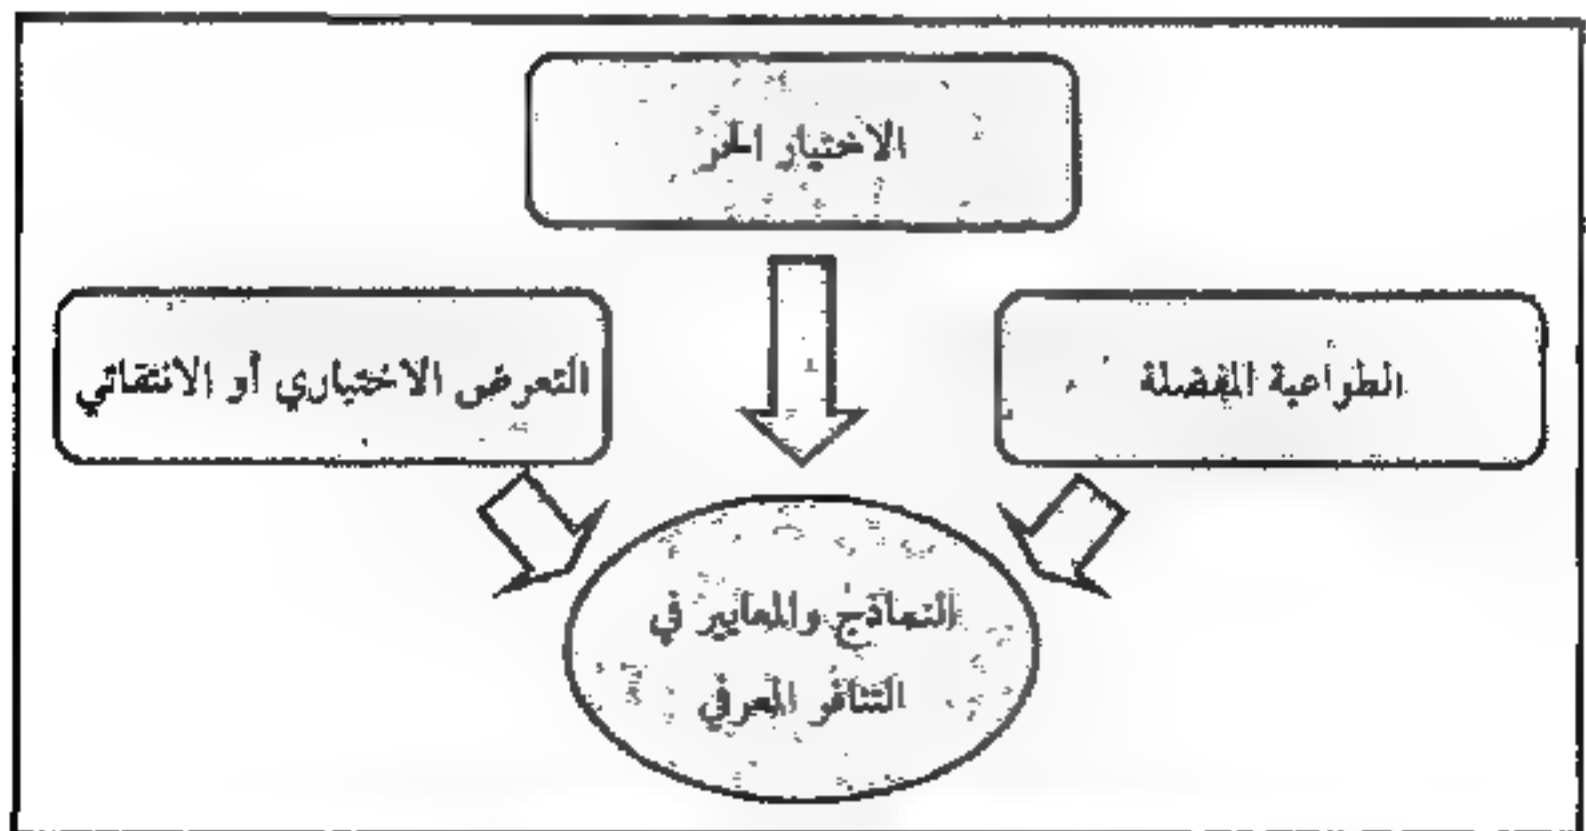 الاختيار الحر
الطواعية المفضلة
التعرض الاختياري أو الانتقائي
النماذج والمعايير في
التنافر المعرفي